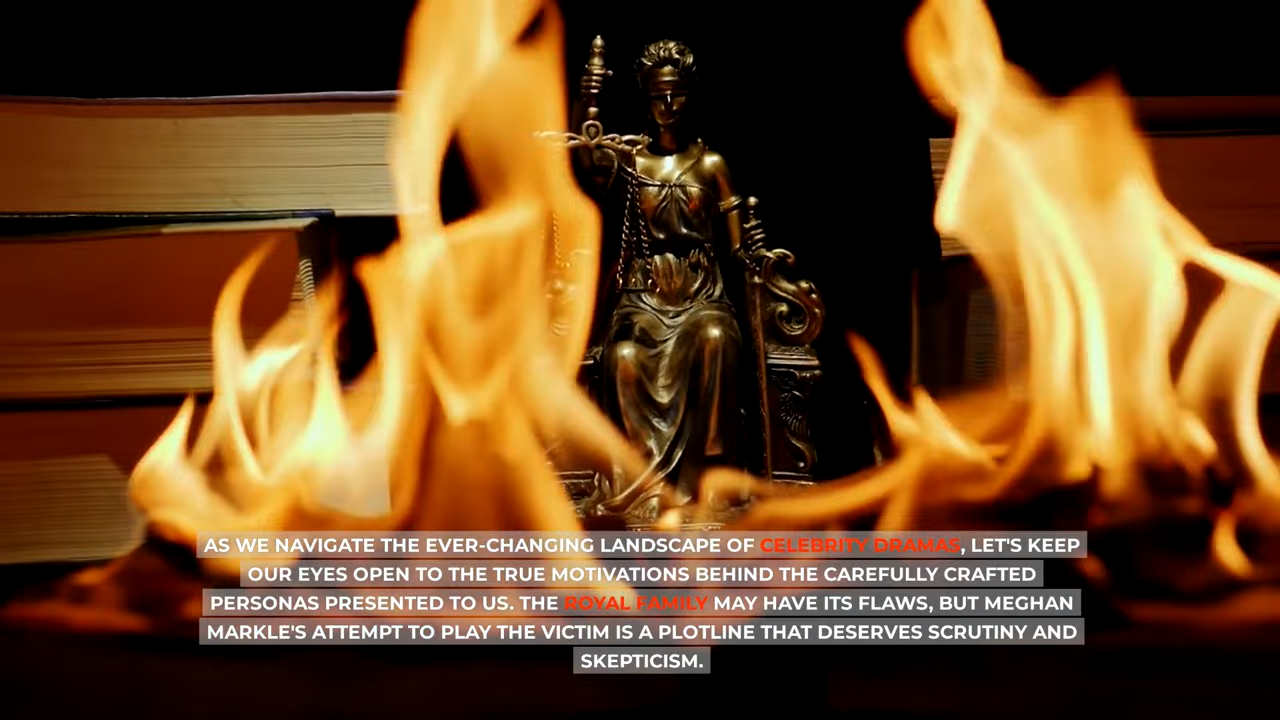 AS WE NAVIGATE THE EVER-CHANGING LANDSCAPE OF CELEBRITY DRAMAS, LET'S KEEP
OUR EYES OPEN TO THE TRUE MOTIVATIONS BEHIND THE CAREFULLY CRAFTED
PERSONAS PRESENTED TO US. THE ROYAL FAMILY MAY HAVE ITS FLAWS, BUT MEGHAN
MARKLE'S ATTEMPT TO PLAY THE VICTIM IS A PLOTLINE THAT DESERVES SCRUTINY AND
SKEPTICISM.